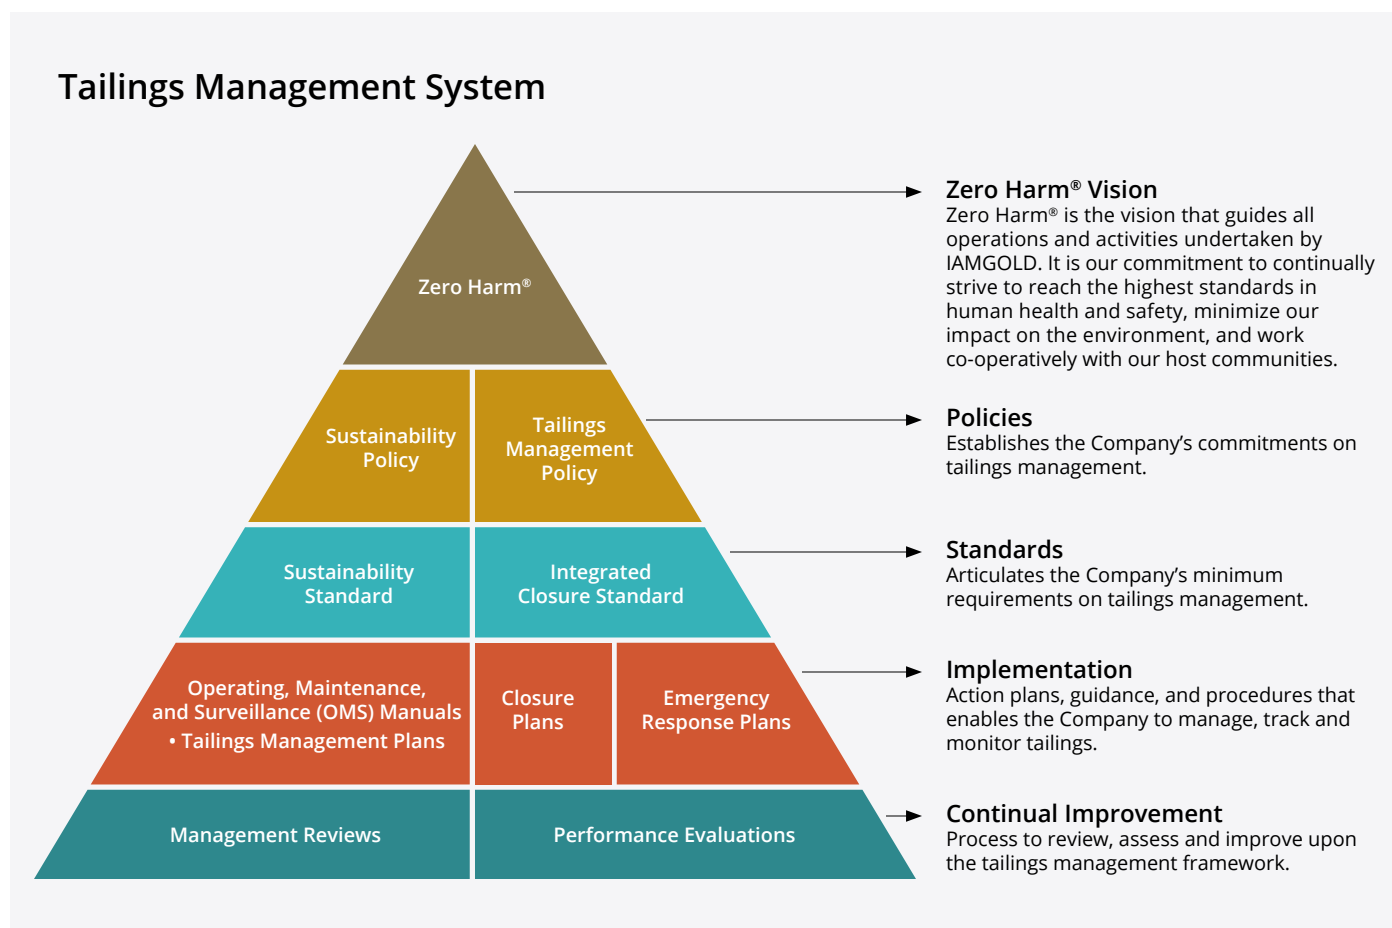 Tailings Management System
Zero Harm®
Zero Harm® Vision
Zero Harm® is the vision that guides all
operations and activities undertaken by
IAMGOLD. It is our commitment to continually
strive to reach the highest standards in
human health and safety, minimize our
impact on the environment, and work
co-operatively with our host communities.
Sustainability
Policy
Tailings
Management
Policy
Policies
Establishes the Company’s commitments on
tailings management.
Sustainability
Standard
Integrated
Closure Standard
Standards
Articulates the Company’s minimum
requirements on tailings management.
Operating, Maintenance,
and Surveillance (OMS) Manuals
• Tailings Management Plans
Closure
Plans
Emergency
Response Plans
Implementation
Action plans, guidance, and procedures that
enables the Company to manage, track and
monitor tailings.
Management Reviews
Performance Evaluations
Continual Improvement
Process to review, assess and improve upon
the tailings management framework.